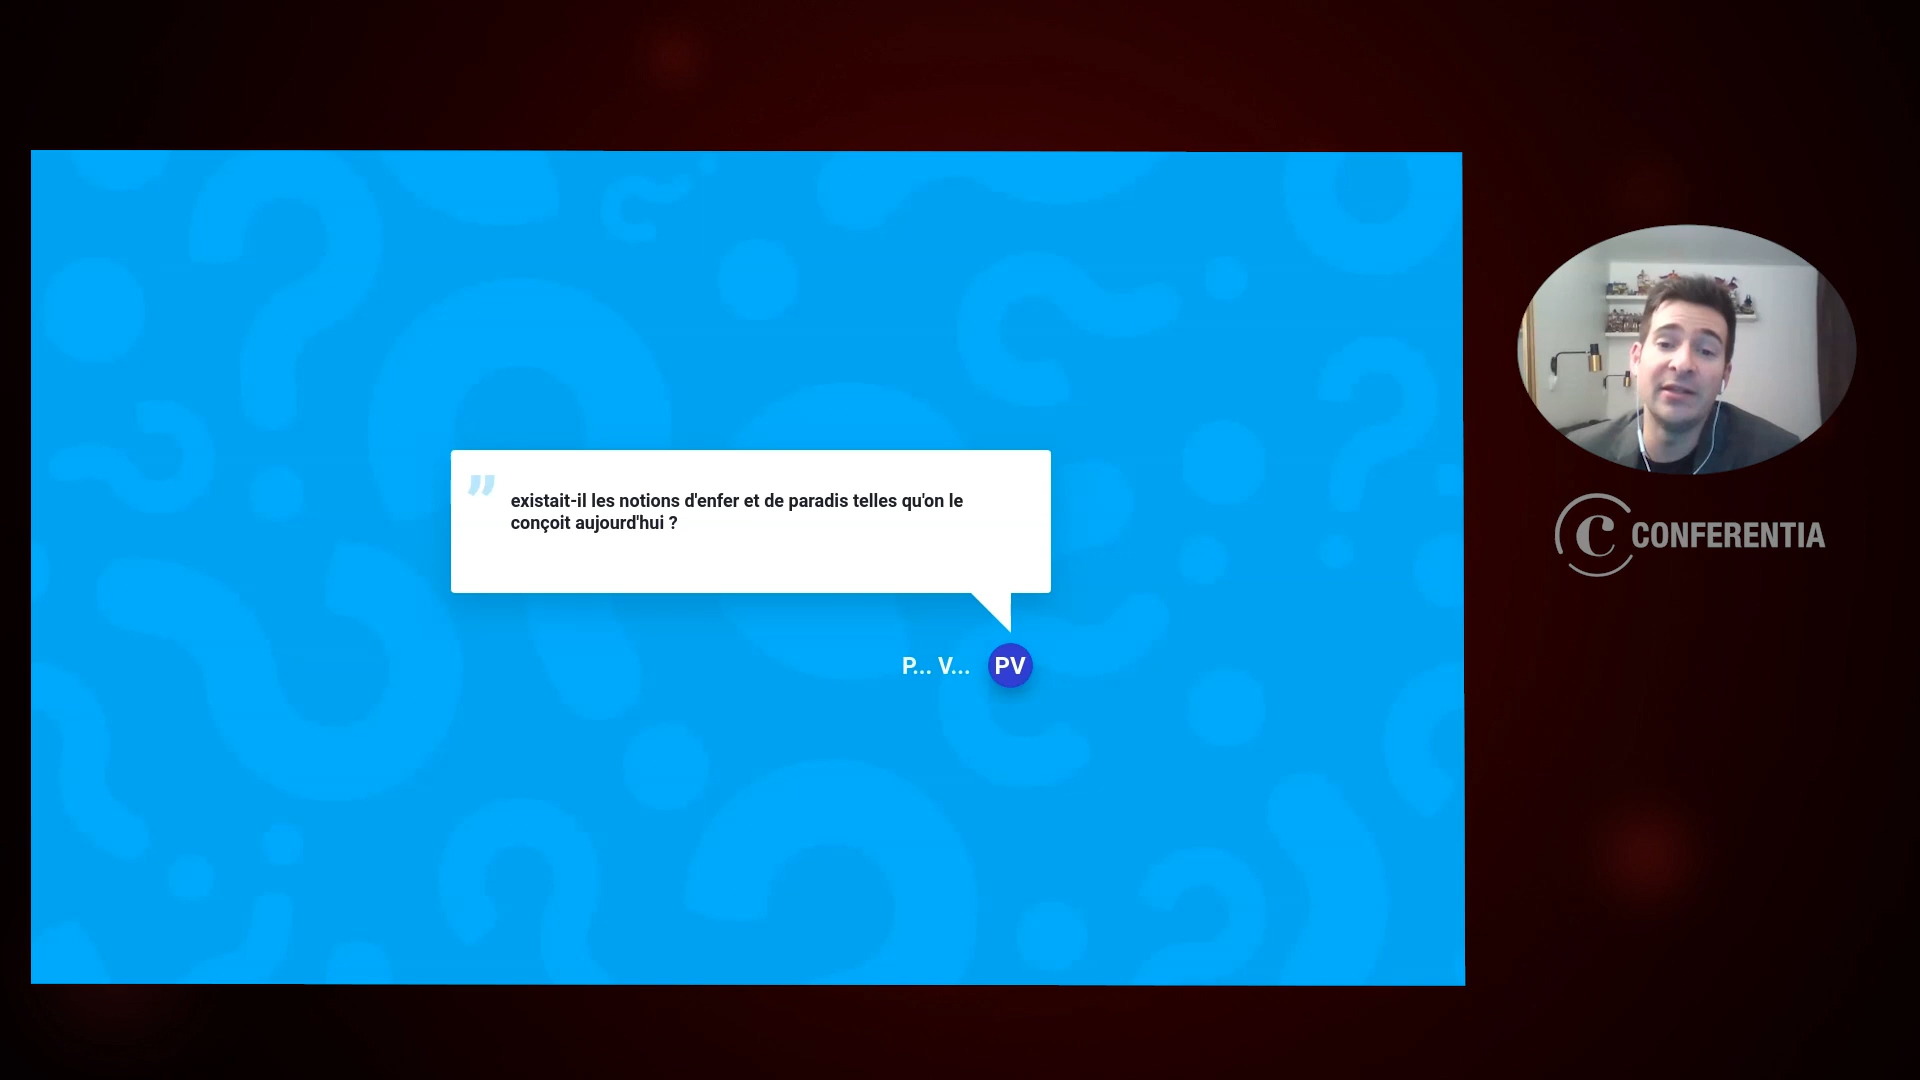 existait-il les notions d'enfer et de paradis telles qu'on le
conçoit aujourd'hui ?
P... V...
PV
C CONFERENTIA